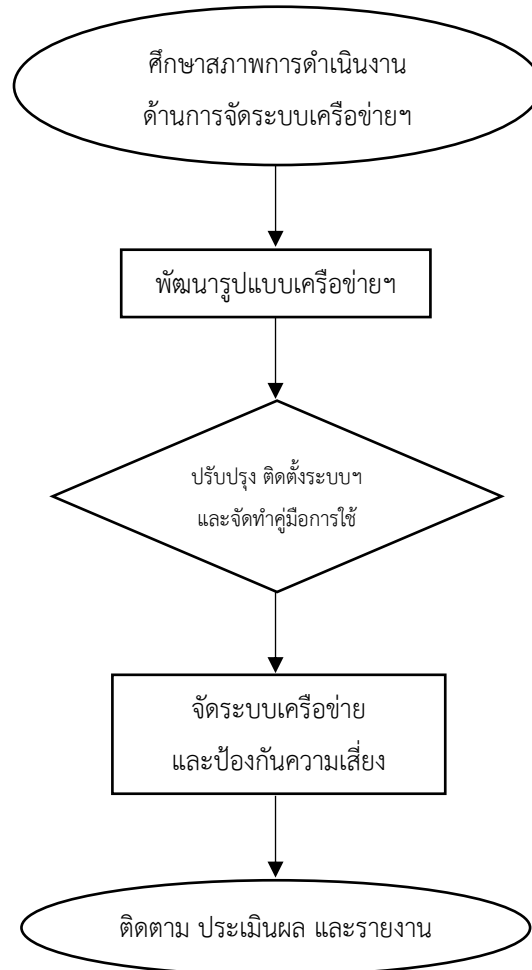 ศึกษาสภาพการดำเนินงาน
ด้านการจัดระบบเครือข่ายฯ
พัฒนารูปแบบเครือข่ายฯ
ปรับปรุง ติดตั้งระบบฯ
และจัดทำคู่มือการใช้
จัดระบบเครือข่าย
และป้องกันความเสี่ยง
ติดตาม ประเมินผล และรายงาน